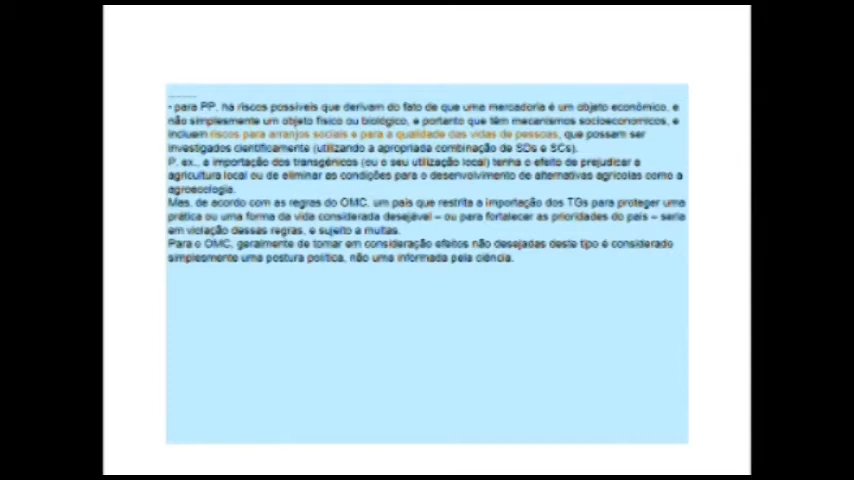 - para PP, há riscos possíveis que derivam do fato de que uma mercadoria é um objeto econômico, e
não simplesmente um objeto físico ou biológico, e portanto que têm mecanismos socioeconomicos, e
incluem riscos para arranjos sociais e para a qualidade das vidas de pessoas, que possam ser
investigados cientificamente (utilizando a apropriada combinação de SDs e SCs).
P. ex., a importação dos transgênicos (ou o seu utilização local) tenha o efeito de prejudicar a
agricultura local ou de eliminar as condições para o desenvolvimento de alternativas agrícolas como a
agroecologia.
Mas, de acordo com as regras do OMC, um país que restrita a importação dos TGs para proteger uma
prática ou uma forma da vida considerada desejável – ou para fortalecer as prioridades do país – seria
em violação dessas regras, e sujeito a multas.
Para o OMC, geralmente de tomar em consideração efeitos não desejadas deste tipo é considerado
simplesmente uma postura política, não uma informada pela ciência.